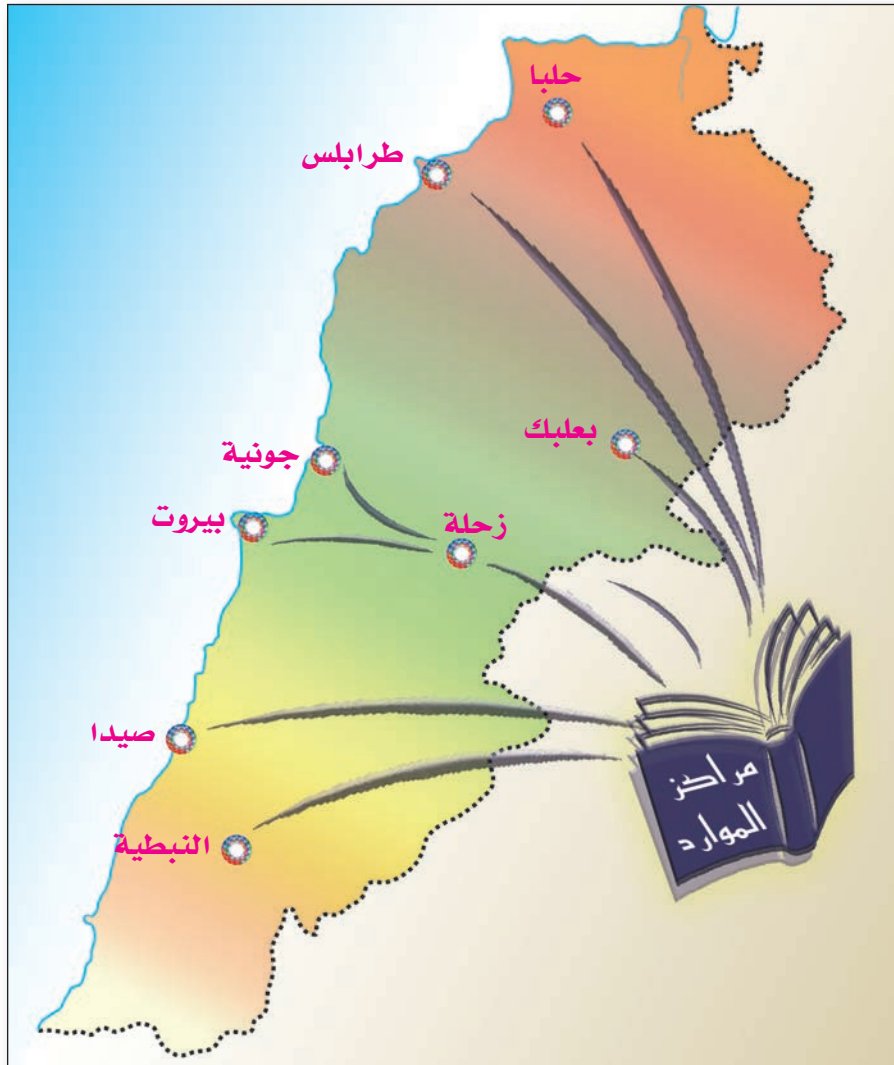 حلبا
طرابلس
بعلبك
جونية
زحلة
بيروت
صيدا
النبطية
مراكز
الموارد